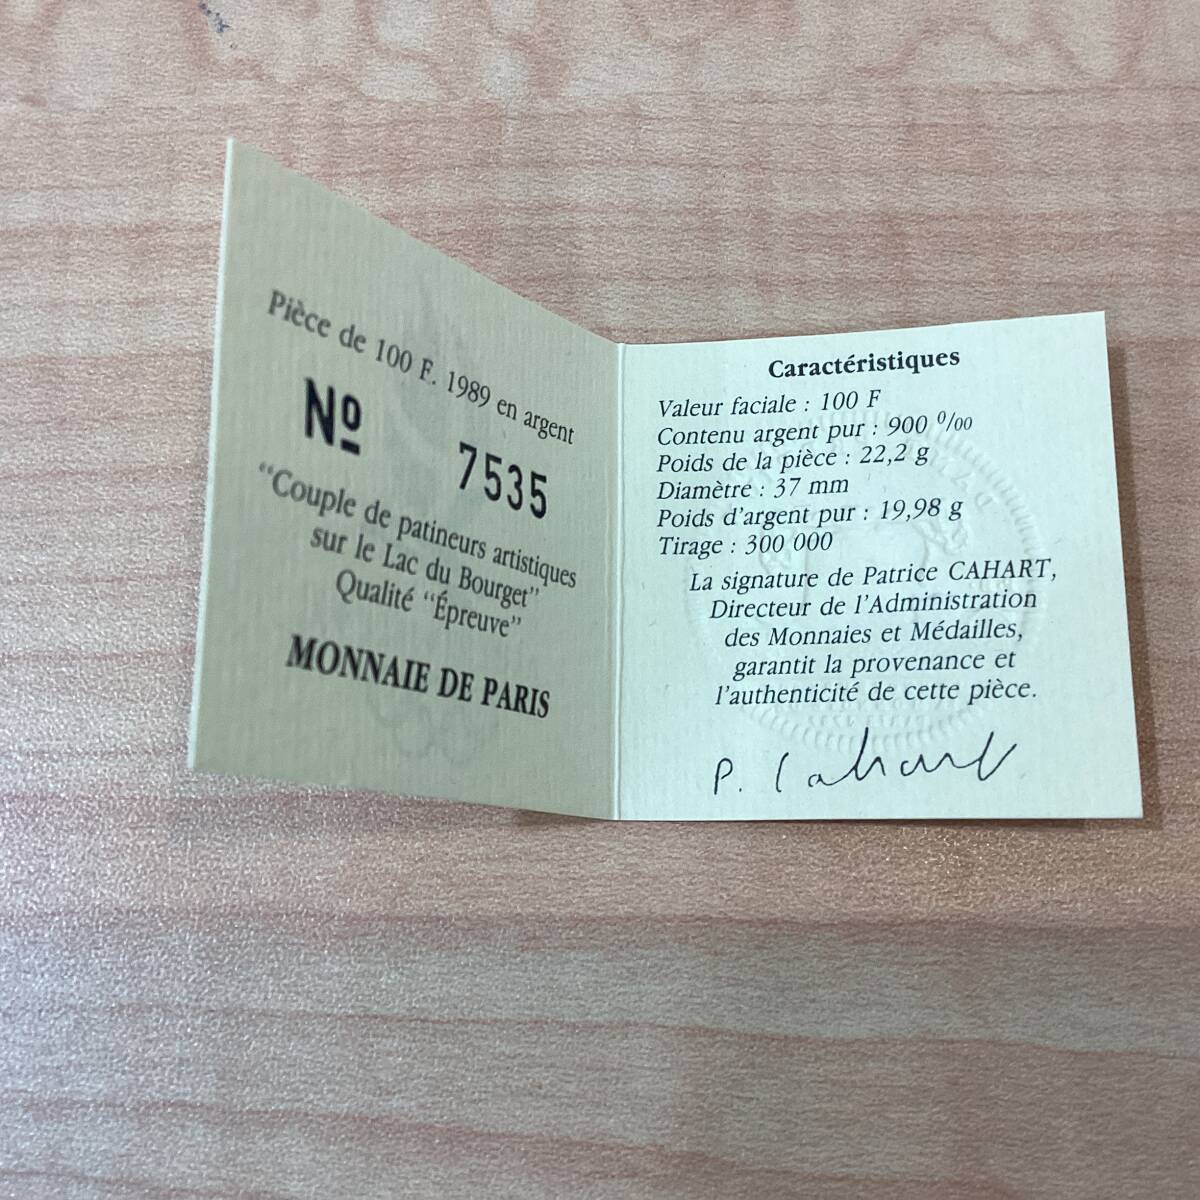 Pièce de 100 F. 1989 en argent
Nº 7535
“Couple de patineurs artistiques
sur le Lac du Bourget”
Qualité “Épreuve”
MONNAIE DE PARIS
Caractéristiques
Valeur faciale : 100 F
Contenu argent pur : 900 ⁰/₀₀
Poids de la pièce : 22,2 g
Diamètre : 37 mm
Poids d’argent pur : 19,98 g
Tirage : 300 000
La signature de Patrice CAHART,
Directeur de l’Administration
des Monnaies et Médailles,
garantit la provenance et
l’authenticité de cette pièce.
P. Cahart